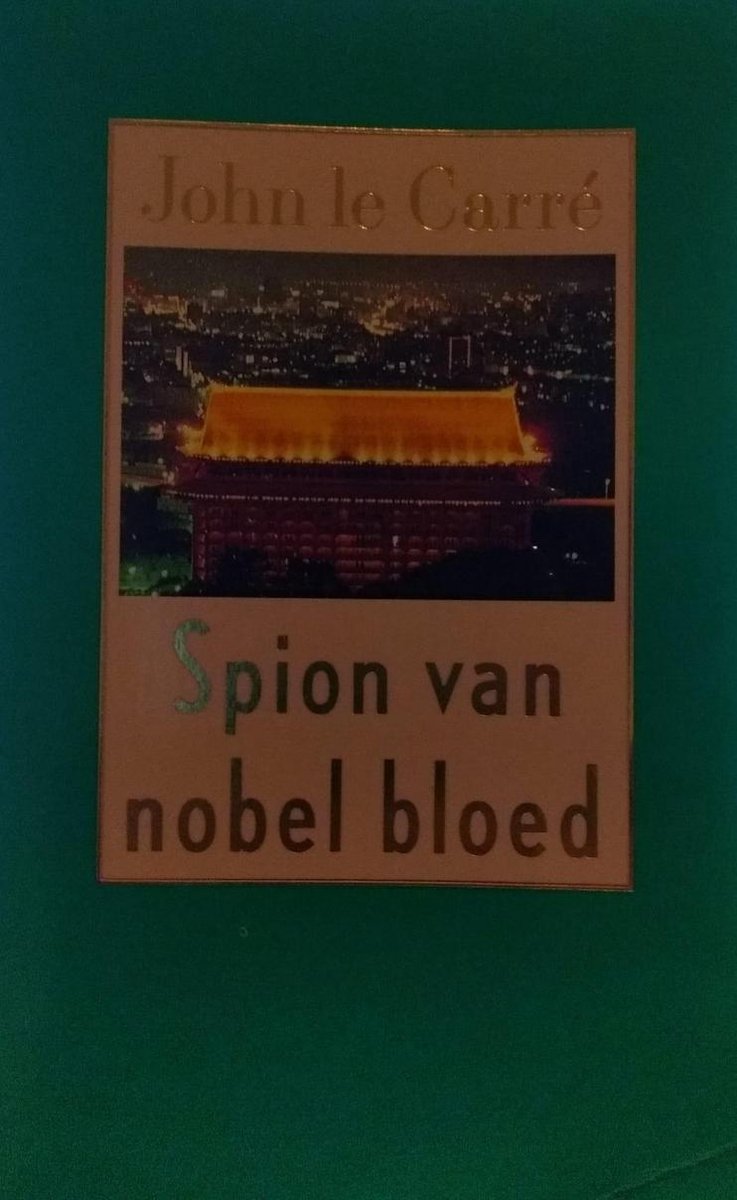 John le Carré
Spion van
nobel bloed